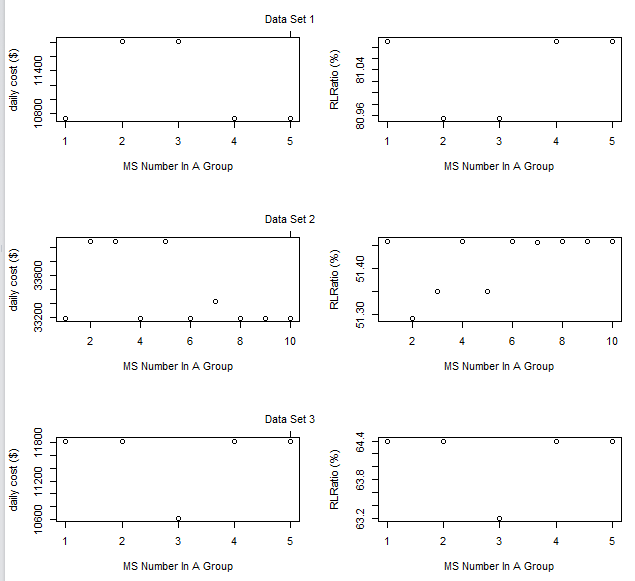 Data Set 1
daily cost ($)
10800 11400
1 2 3 4 5
MS Number In A Group
RLRatio (%)
80.96 81.04
1 2 3 4 5
MS Number In A Group
Data Set 2
daily cost ($)
33200 33800
2 4 6 8 10
MS Number In A Group
RLRatio (%)
51.30 51.40
2 4 6 8 10
MS Number In A Group
Data Set 3
daily cost ($)
10600 11200 11800
1 2 3 4 5
MS Number In A Group
RLRatio (%)
63.2 63.8 64.4
1 2 3 4 5
MS Number In A Group